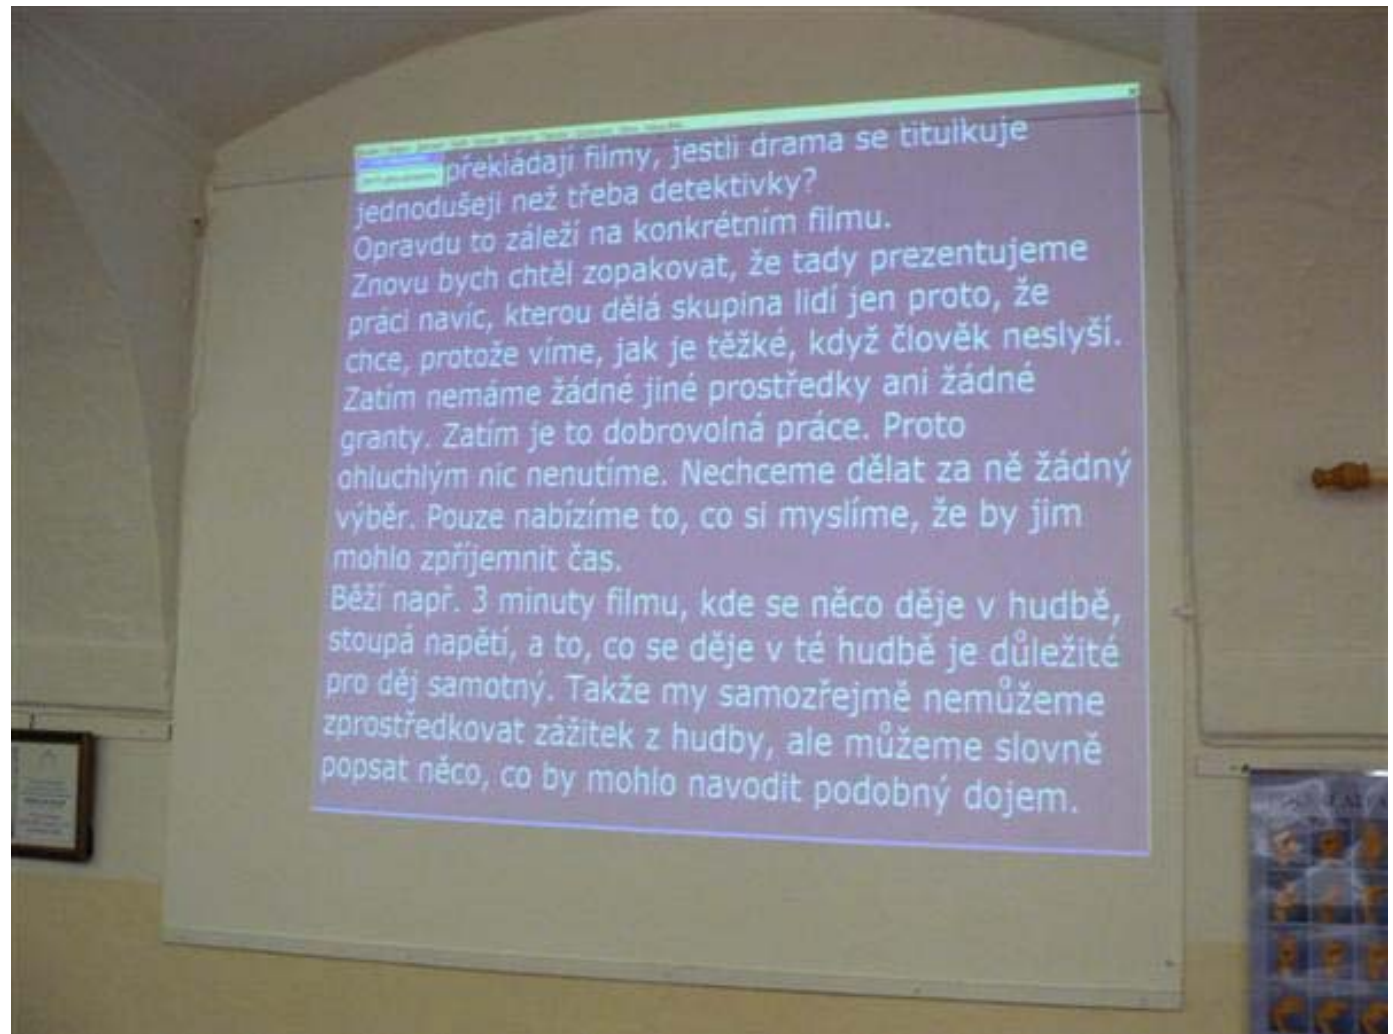 překládají filmy, jestli drama se titulkuje
jednodušeji než třeba detektivky?
Opravdu to záleží na konkrétním filmu.
Znovu bych chtěl zopakovat, že tady prezentujeme
práci navíc, kterou dělá skupina lidí jen proto, že
chce, protože víme, jak je těžké, když člověk neslyší.
Zatím nemáme žádné jiné prostředky ani žádné
granty. Zatím je to dobrovolná práce. Proto
ohluchlým nic nenutíme. Nechceme dělat za ně žádný
výběr. Pouze nabízíme to, co si myslíme, že by jim
mohlo zpříjemnit čas.
Běží např. 3 minuty filmu, kde se něco děje v hudbě,
stoupá napětí, a to, co se děje v té hudbě je důležité
pro děj samotný. Takže my samozřejmě nemůžeme
zprostředkovat zážitek z hudby, ale můžeme slovně
popsat něco, co by mohlo navodit podobný dojem.